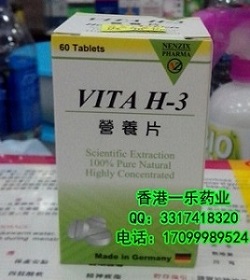 60 Tablets
NENZIX
PHARMA
VITA H-3
營養片
Scientific Extraction
100% Pure Natural
Highly Concentrated
香港一乐药业
QQ: 3317418320
电话: 17099989524
Made in Germany